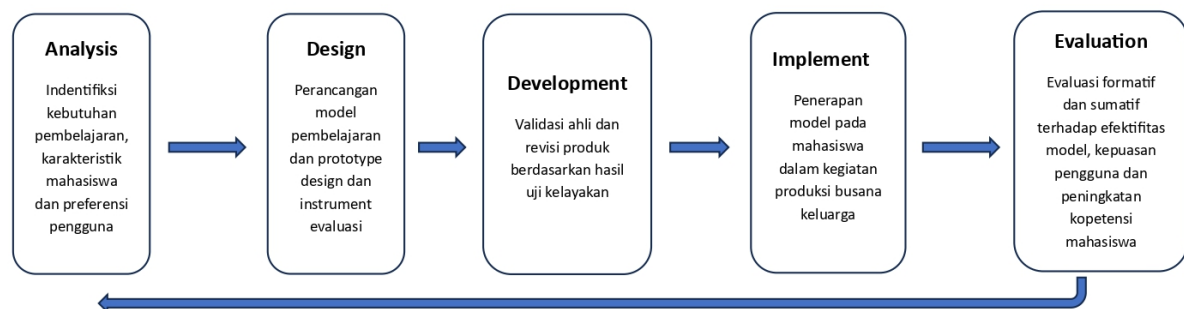 Analysis
Indentifiksi
kebutuhan
pembelajaran,
karakteristik
mahasiswa
dan preferensi
pengguna
Design
Perancangan
model
pembelajaran
dan prototype
design dan
instrument
evaluasi
Development
Validasi ahli dan
revisi produk
berdasarkan hasil
uji kelayakan
Implement
Penerapan
model pada
mahasiswa
dalam kegiatan
produksi busana
keluarga
Evaluation
Evaluasi formatif
dan sumatif
terhadap efektifitas
model, kepuasan
pengguna dan
peningkatan
kopetensi
mahasiswa